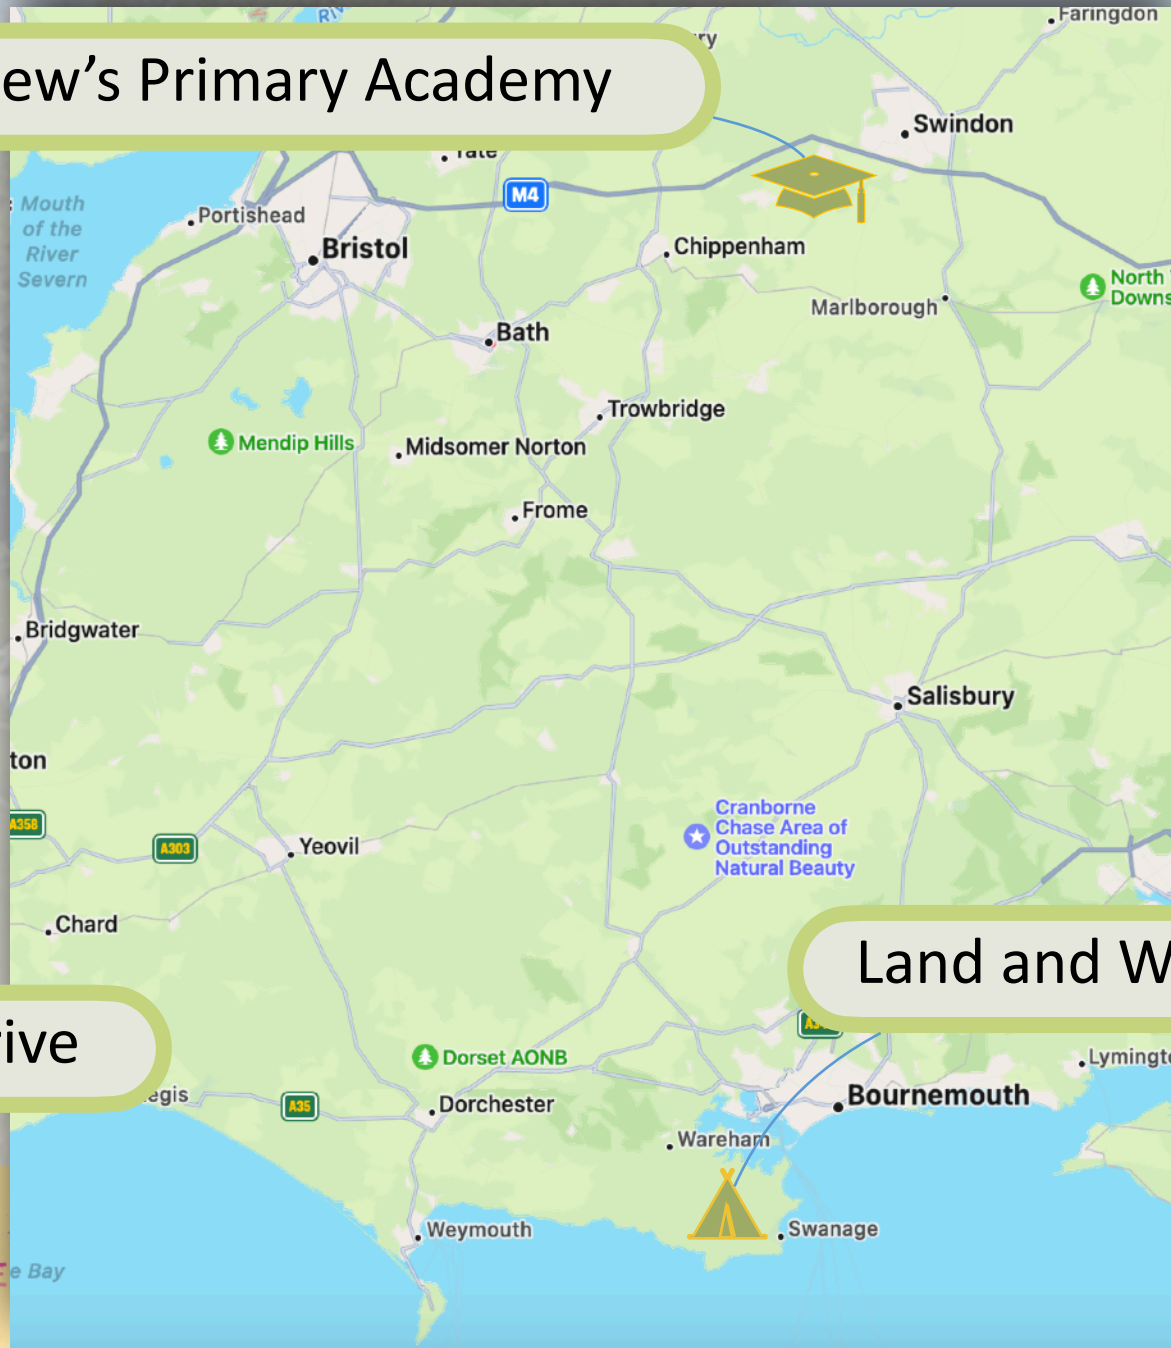 Faringdon
ew's Primary Academy
Swindon
M4
Mouth
of the
River
Severn
Portishead
Bristol
Chippenham
North
Downs
Marlborough
Bath
Trowbridge
Mendip Hills
Midsomer Norton
Frome
Bridgwater
Salisbury
ton
A358
A303
Yeovil
Cranborne
Chase Area of
Outstanding
Natural Beauty
Chard
Land and W
ive
Dorset AONB
Lymingt
egis
A35
Dorchester
Bournemouth
Wareham
Weymouth
Swanage
e Bay